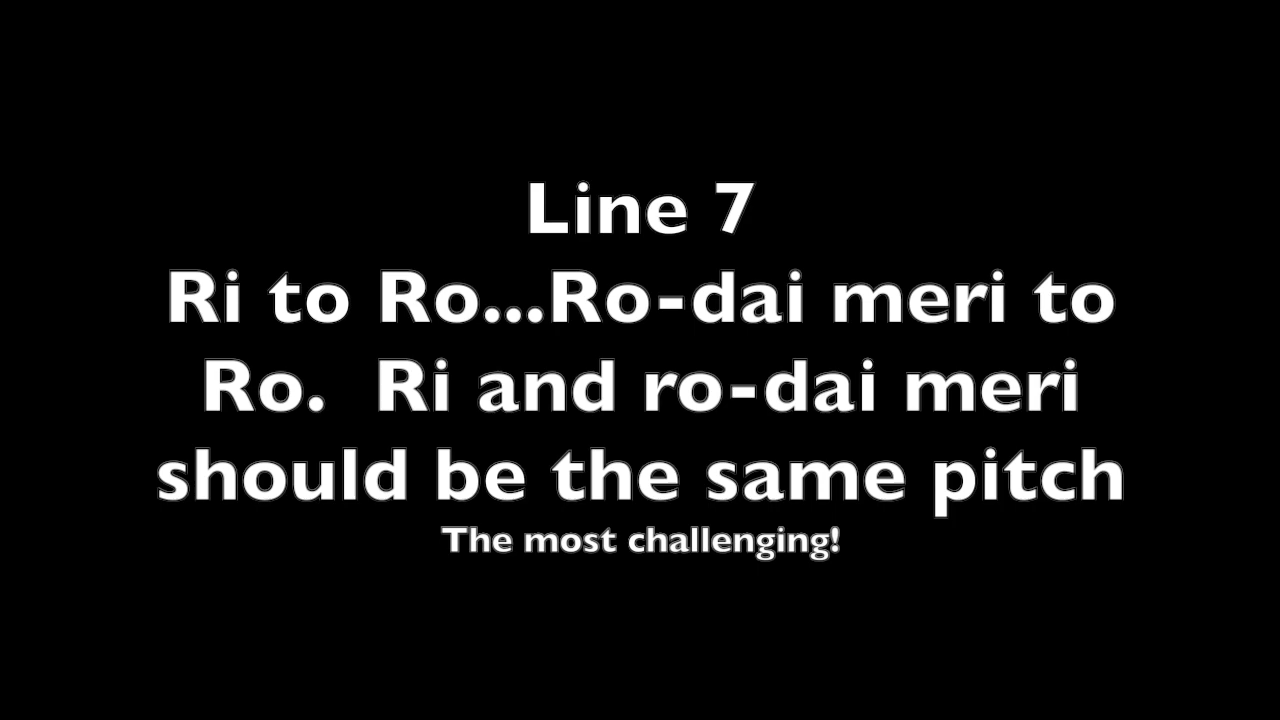 Line 7
Ri to Ro...Ro-dai meri to
Ro.  Ri and ro-dai meri
should be the same pitch
The most challenging!